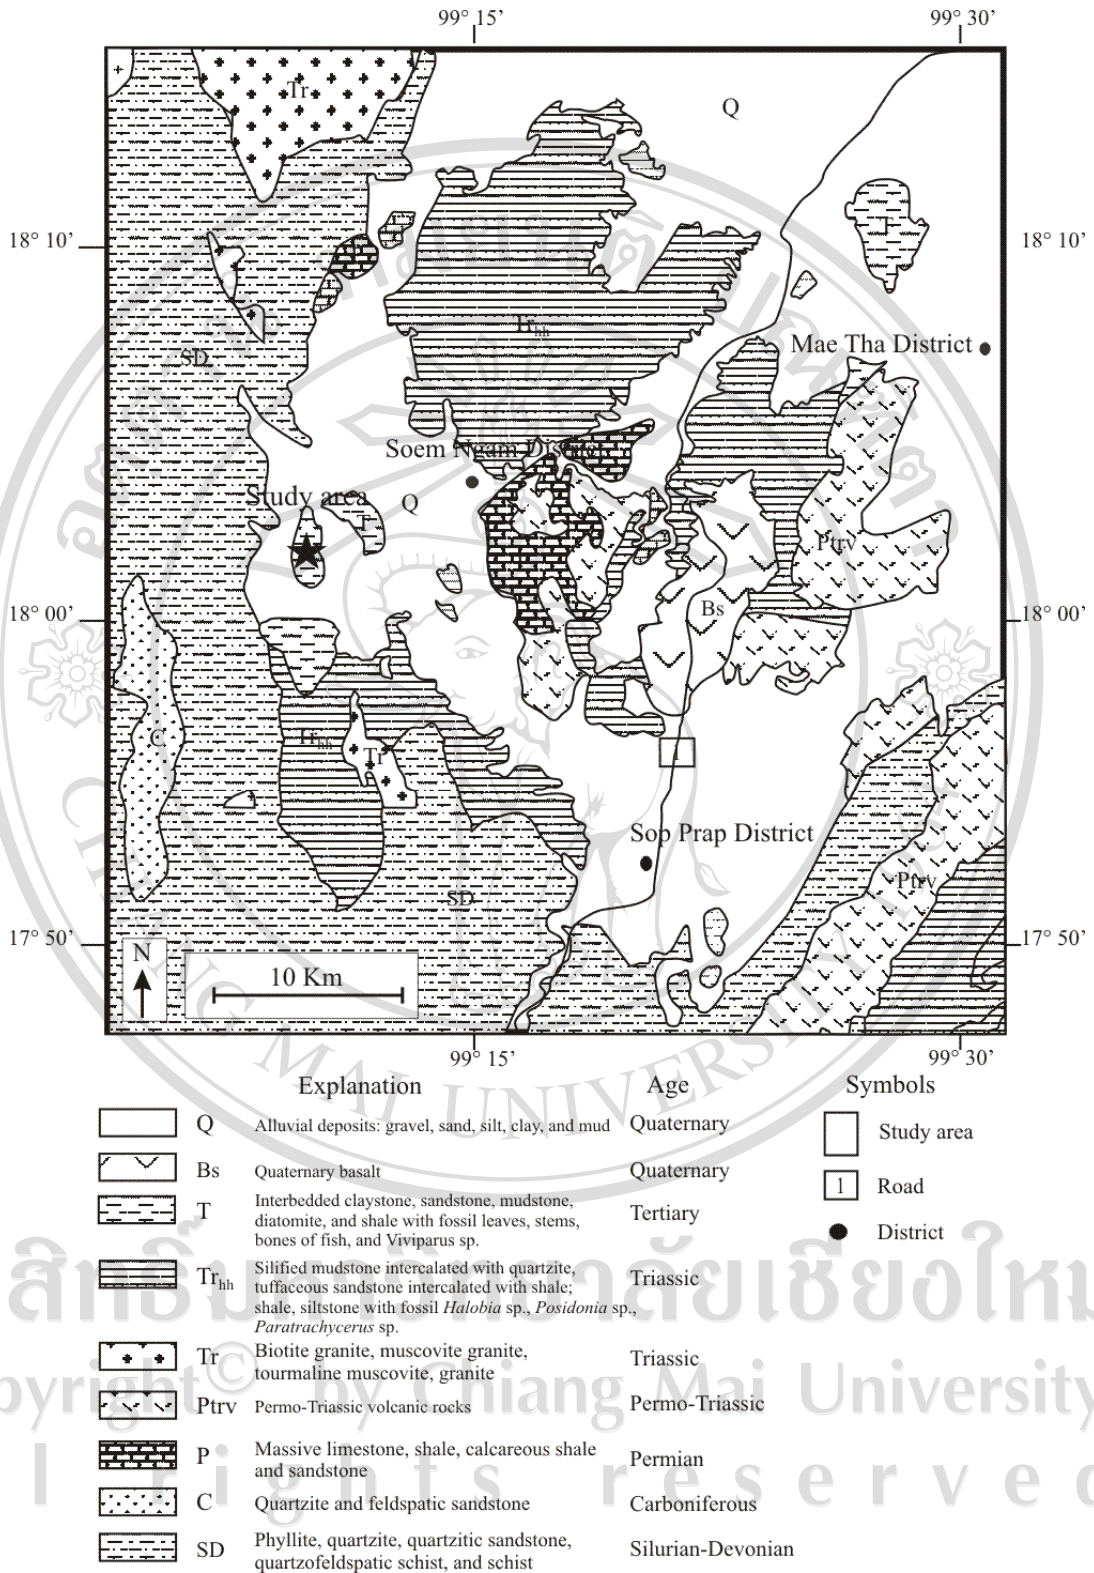 99° 15’ 99° 30’
Tr
Q
18° 10’ 18° 10’
T
Tr hh
Mae Tha District
SD
Soem Ngam District
Study area Q
T
Ptrv
18° 00’ Bs 18° 00’
C Tr hh Tr
1
Sop Prap District
Ptrv
SD
17° 50’ 17° 50’
N
10 Km
99° 15’ 99° 30’
CHIANG MAI UNIVERSITY
Explanation Age Symbols
Q Alluvial deposits: gravel, sand, silt, clay, and mud Quaternary
Study area
Bs Quaternary basalt Quaternary
1 Road
T Interbedded claystone, sandstone, mudstone,
diatomite, and shale with fossil leaves, stems,
bones of fish, and Viviparus sp.
Tertiary
District
Tr hh Silified mudstone intercalated with quartzite,
tuffaceous sandstone intercalated with shale;
shale, siltstone with fossil Halobia sp., Posidonia sp.,
Paratrachycerus sp.
Triassic
Tr Biotite granite, muscovite granite,
tourmaline muscovite, granite
Triassic
Ptrv Permo-Triassic volcanic rocks Permo-Triassic
P Massive limestone, shale, calcareous shale
and sandstone
Permian
C Quartzite and feldspatic sandstone Carboniferous
SD Phyllite, quartzite, quartzitic sandstone,
quartzofeldspatic schist, and schist
Silurian-Devonian
สิทธิ์มหาวิทยาลัยเชียงใหม
pyright© by Chiang Mai University
l rights reserved